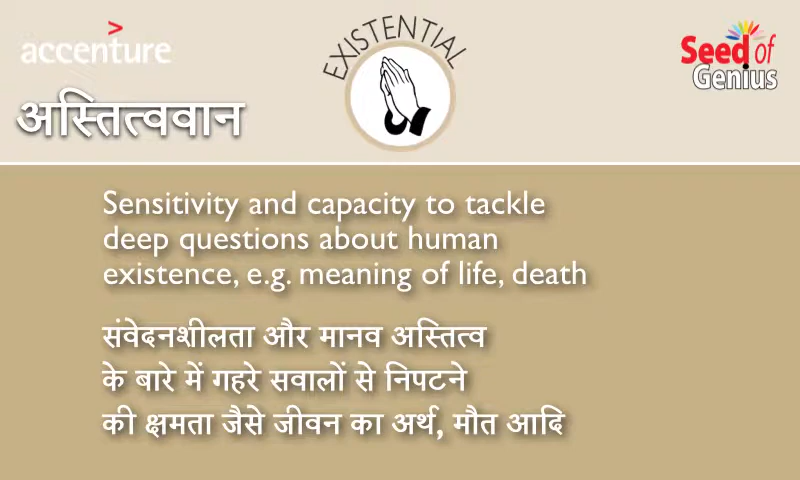 accenture
EXISTENTIAL
Seed of
Genius
अस्तित्ववान
Sensitivity and capacity to tackle
deep questions about human
existence, e.g. meaning of life, death
संवेदनशीलता और मानव अस्तित्व
के बारे में गहरे सवालों से निपटने
की क्षमता जैसे जीवन का अर्थ, मौत आदि